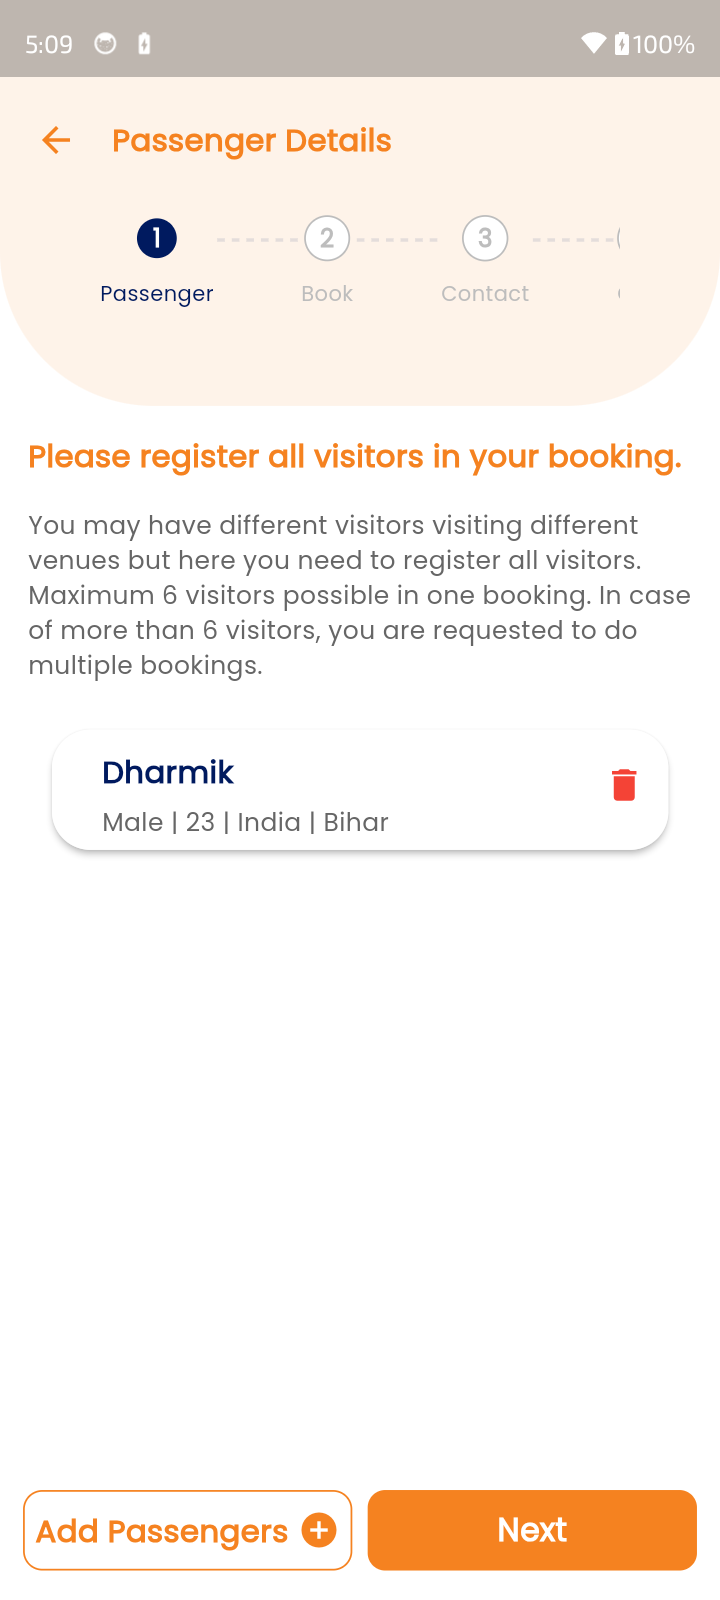 5:09 100%
Passenger Details
1 2 3
Passenger Book Contact
Please register all visitors in your booking.
You may have different visitors visiting different
venues but here you need to register all visitors.
Maximum 6 visitors possible in one booking. In case
of more than 6 visitors, you are requested to do
multiple bookings.
Dharmik
Male | 23 | India | Bihar
Add Passengers
Next